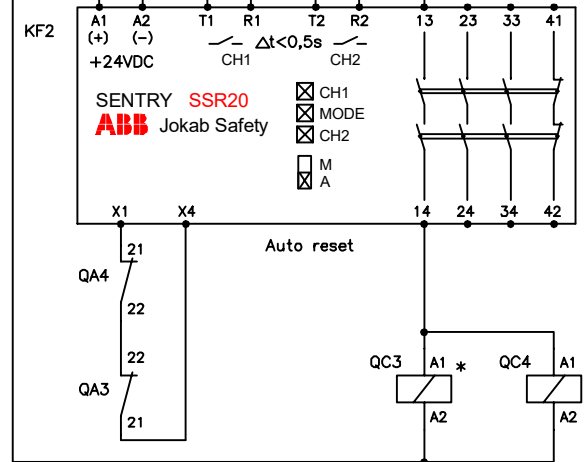 KF2
A1 A2 T1 R1 T2 R2 13 23 33 41
(+) (-) Δt<0,5s
+24VDC CH1 CH2
CH1
SENTRY SSR20
MODE
ABB Jokab Safety
CH2
M
A
X1 X4 14 24 34 42
Auto reset
21
QA4
22
22
QC3 A1 * QC4 A1
QA3
A2 A2
21